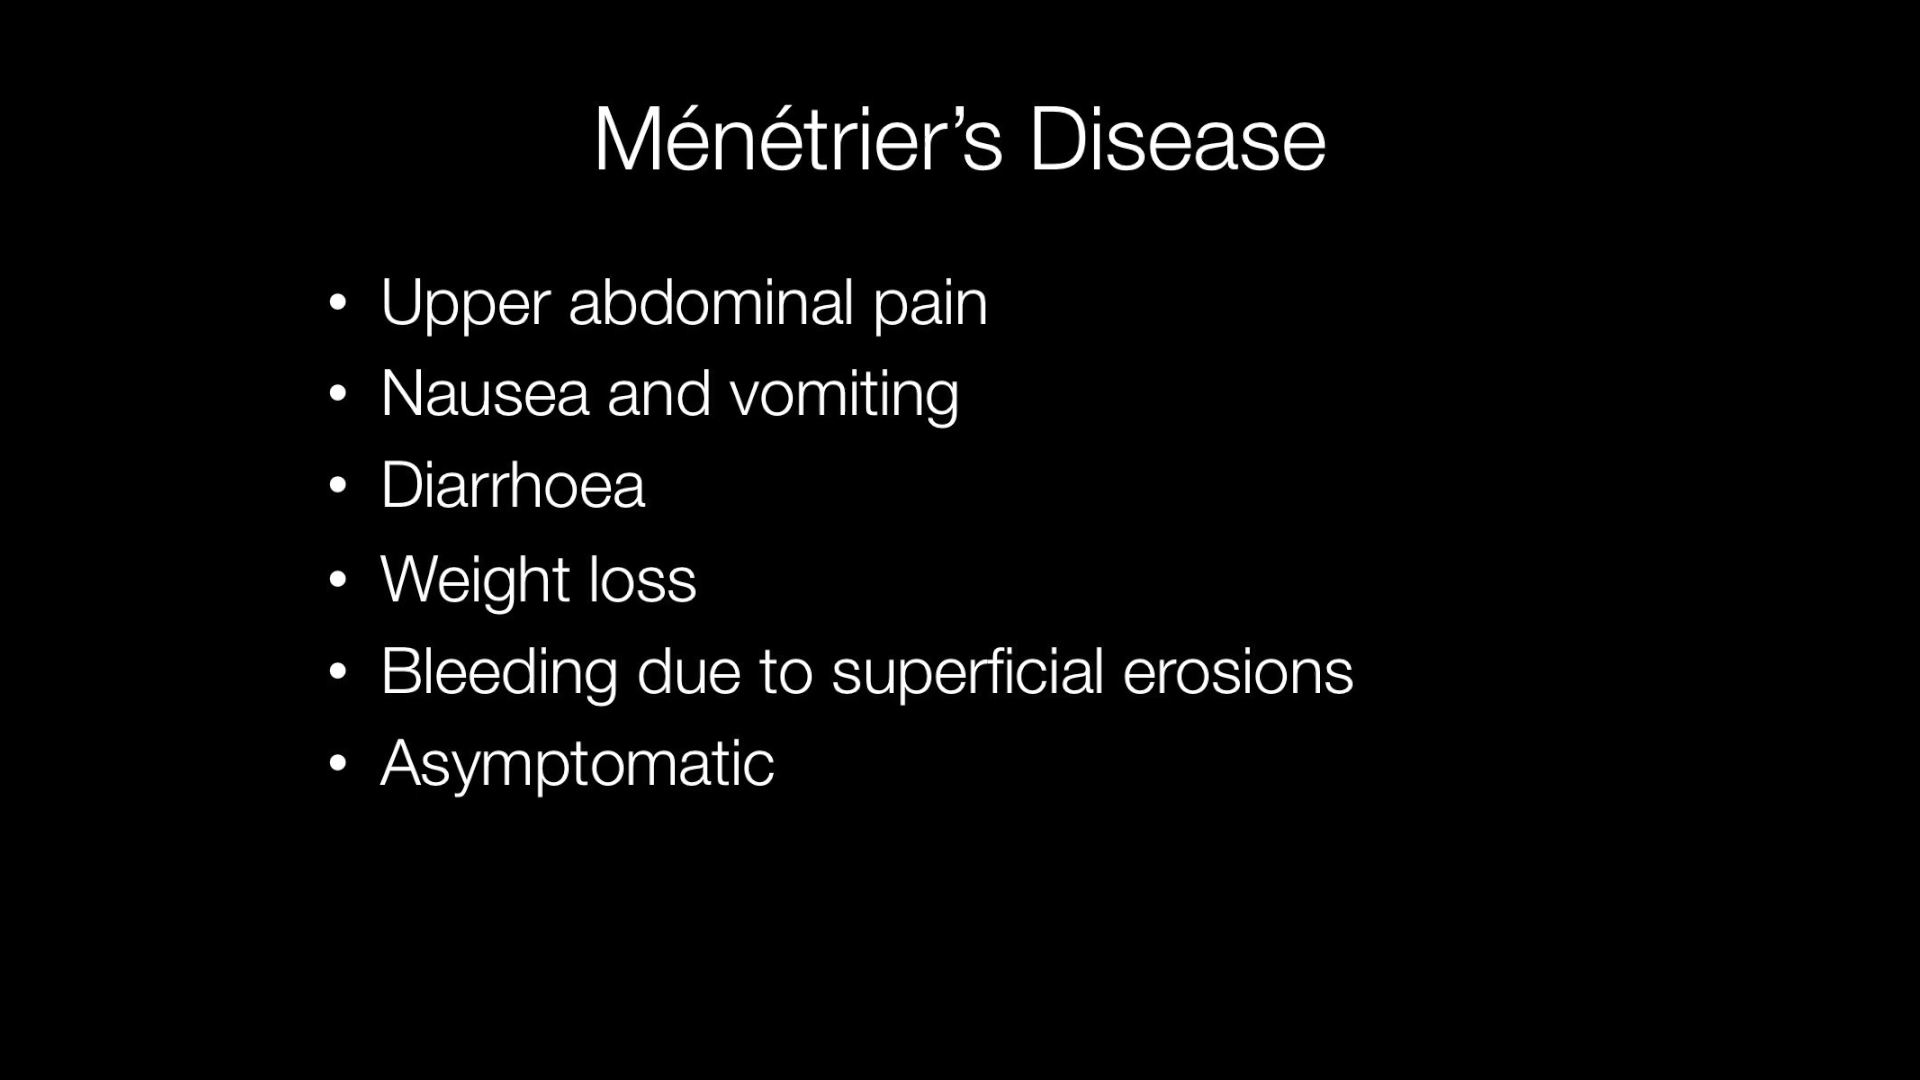 Ménétrier’s Disease
• Upper abdominal pain
• Nausea and vomiting
• Diarrhoea
• Weight loss
• Bleeding due to superficial erosions
• Asymptomatic